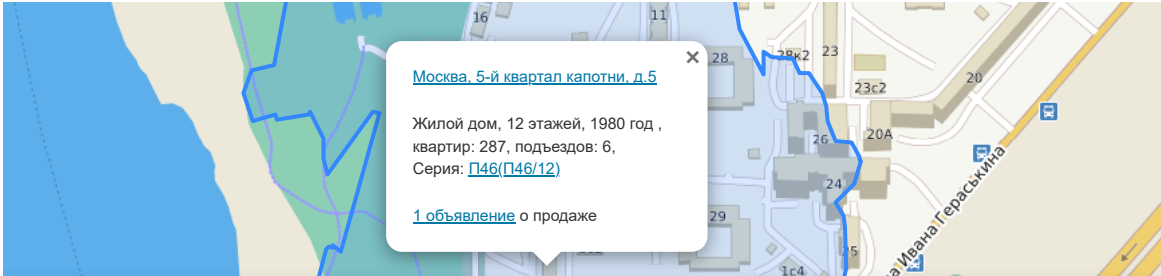 16
11
28
28к2
23
20
23с2
26
20А
24
29
25
1с4
а Ивана Гераськина
×
Москва, 5-й квартал капотни, д.5
Жилой дом, 12 этажей, 1980 год ,
квартир: 287, подъездов: 6,
Серия: П46(П46/12)
1 объявление о продаже